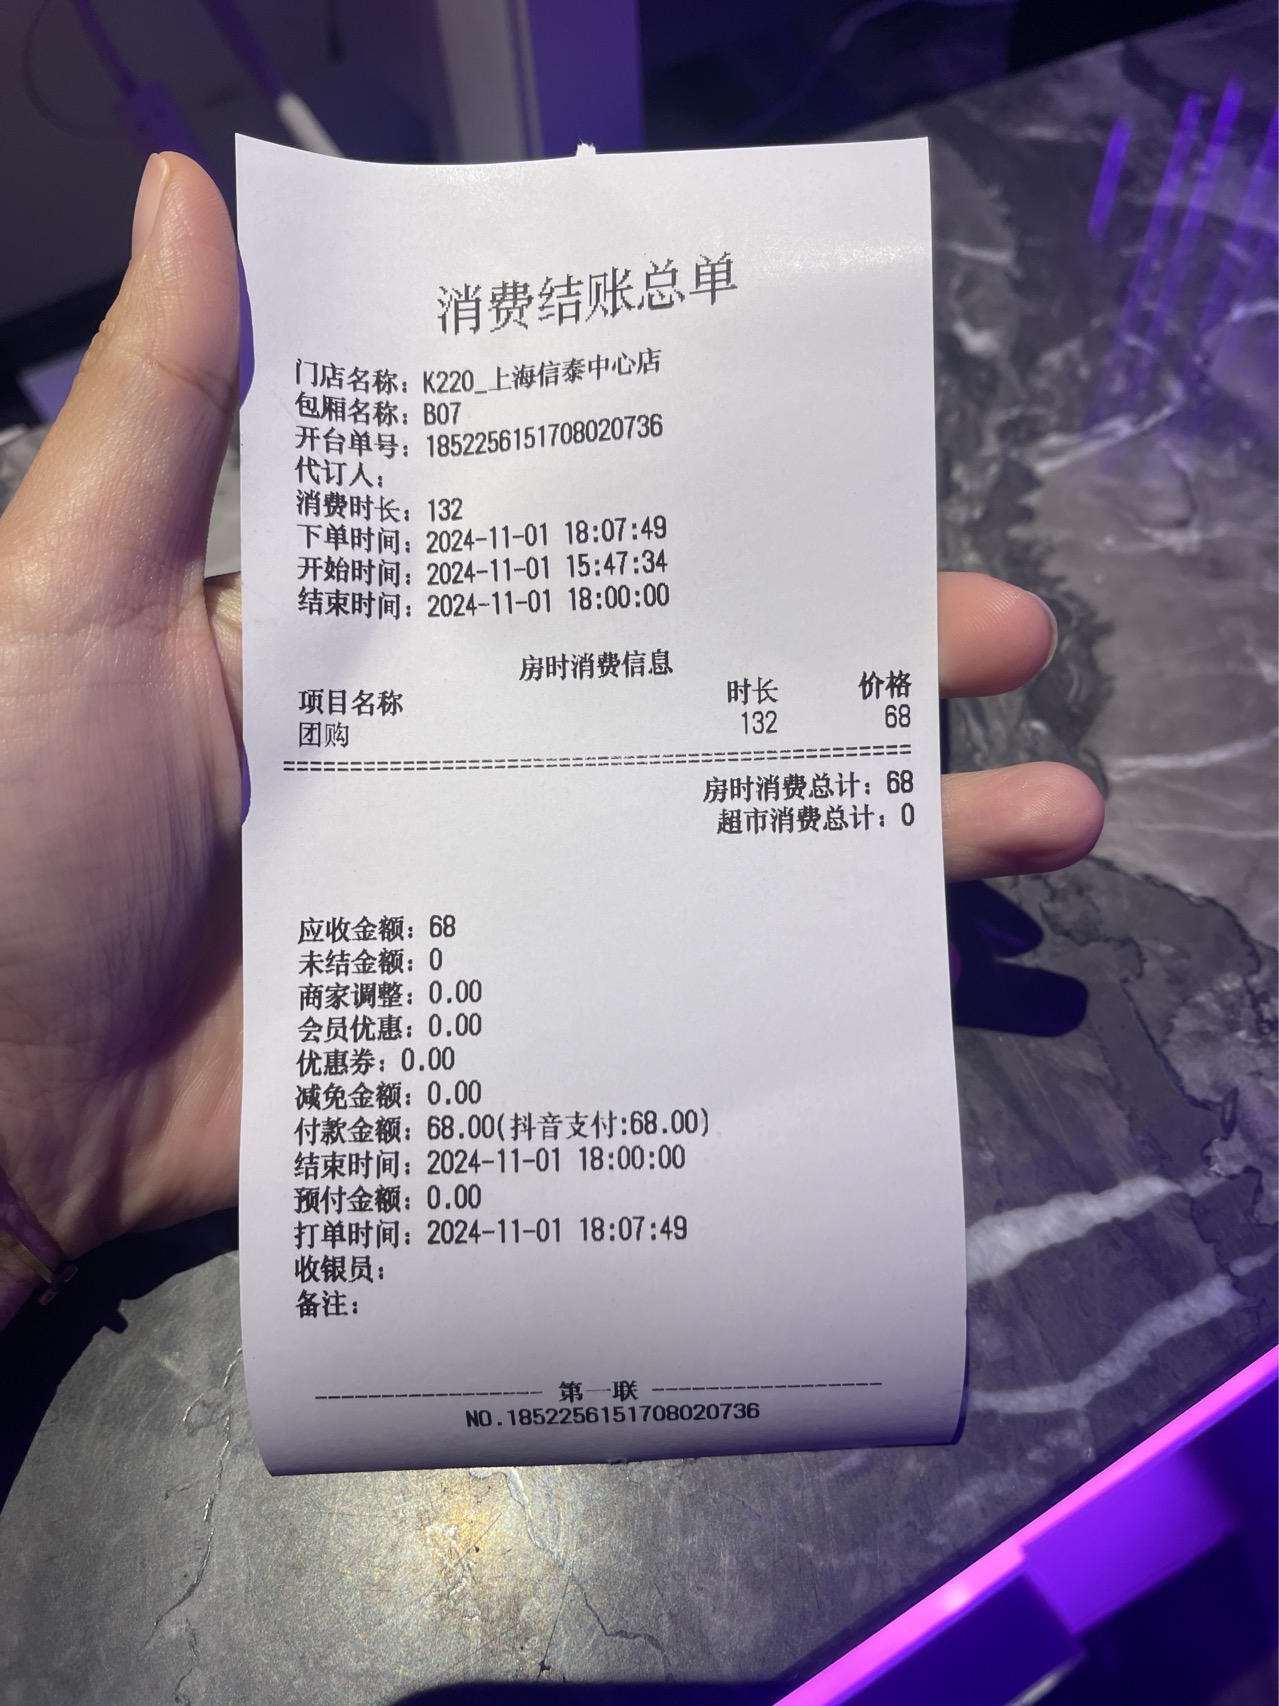 消费结账总单
门店名称：K220_上海信泰中心店
包厢名称：B07
开台单号：1852256151708020736
代订人：
消费时长：132
下单时间：2024-11-01 18:07:49
开始时间：2024-11-01 15:47:34
结束时间：2024-11-01 18:00:00
房时消费信息
项目名称 时长 价格
团购 132 68
房时消费总计：68
超市消费总计：0
应收金额：68
未结金额：0
商家调整：0.00
会员优惠：0.00
优惠券：0.00
减免金额：0.00
付款金额：68.00(抖音支付:68.00)
结束时间：2024-11-01 18:00:00
预付金额：0.00
打单时间：2024-11-01 18:07:49
收银员：
备注：
第一联
NO.1852256151708020736